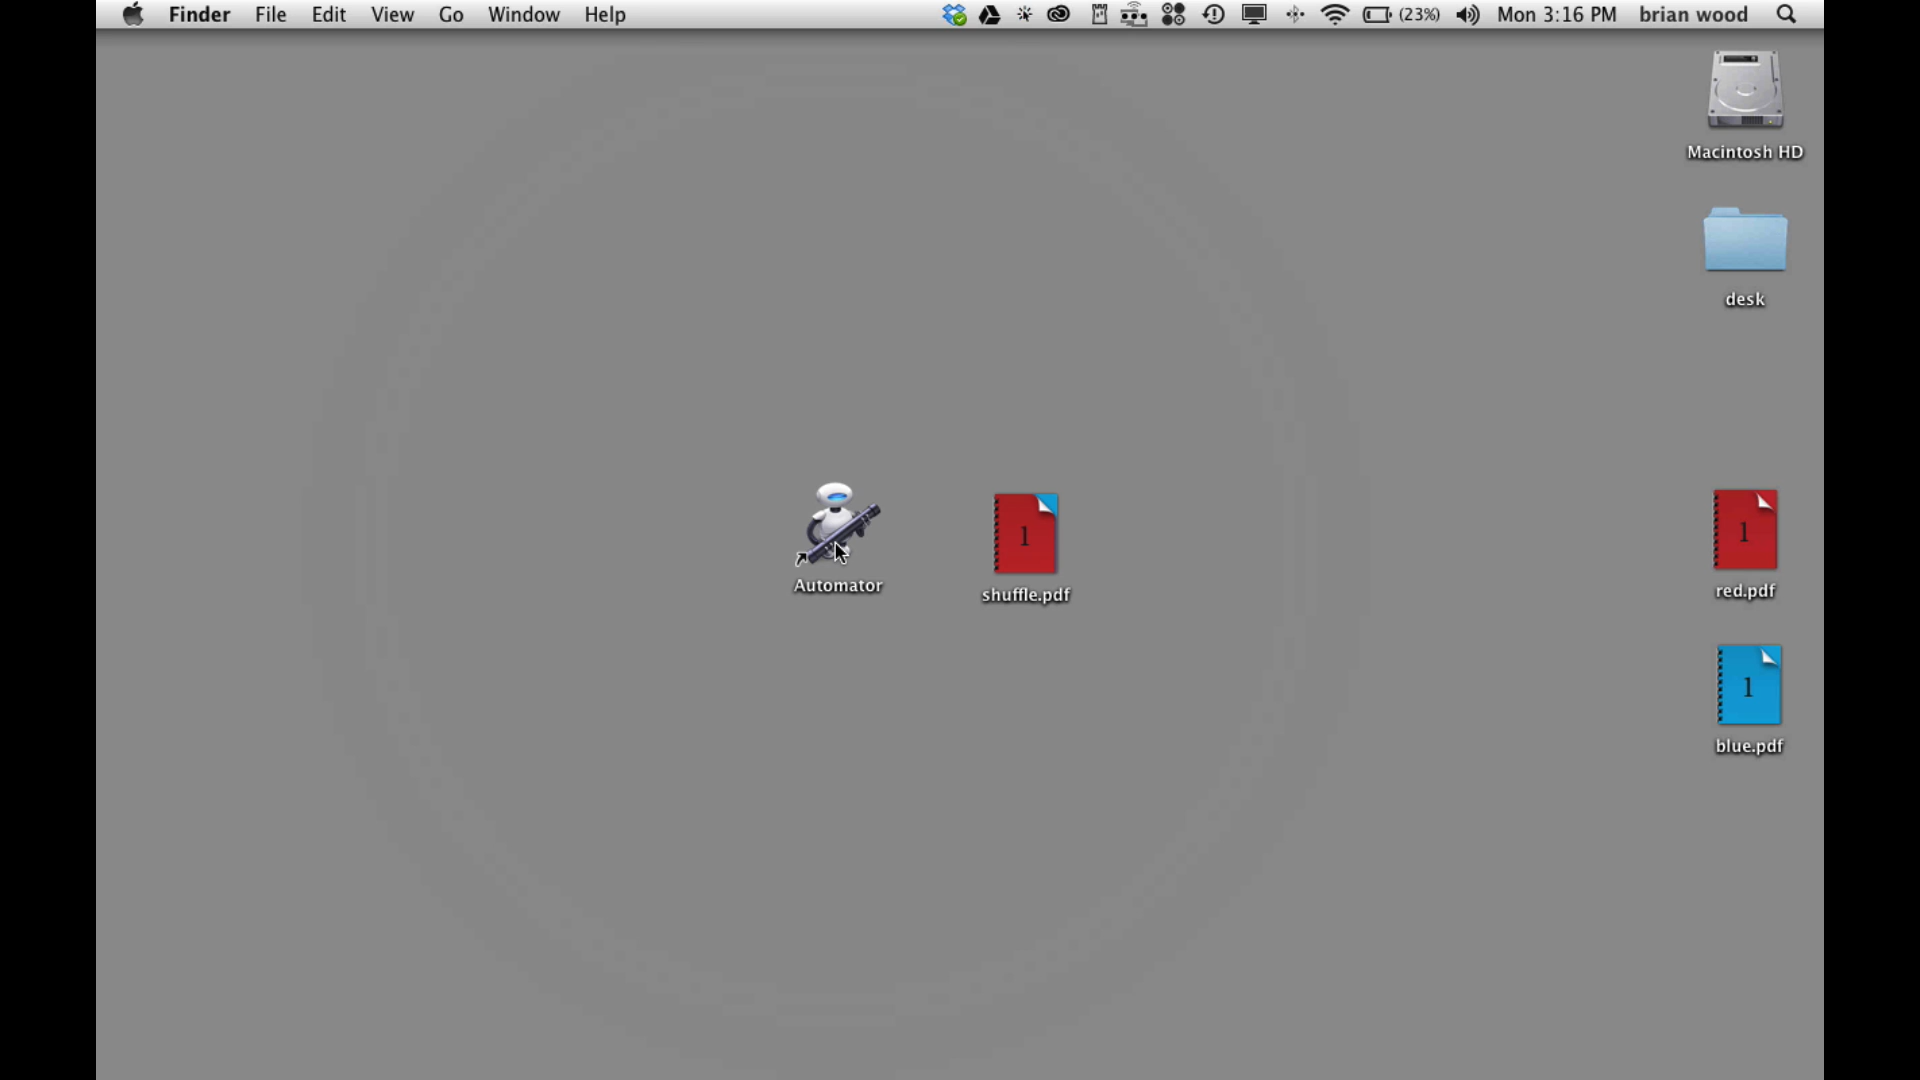 Finder File Edit View Go Window Help (23%) Mon 3:16 PM brian wood
Macintosh HD
desk
Automator
1
shuffle.pdf
1
red.pdf
1
blue.pdf